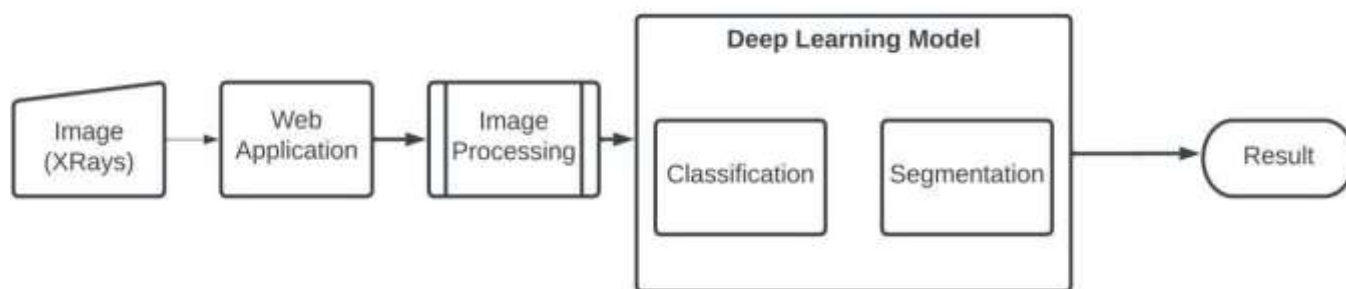 Image
(XRays)
Web
Application
Image
Processing
Deep Learning Model
Classification
Segmentation
Result